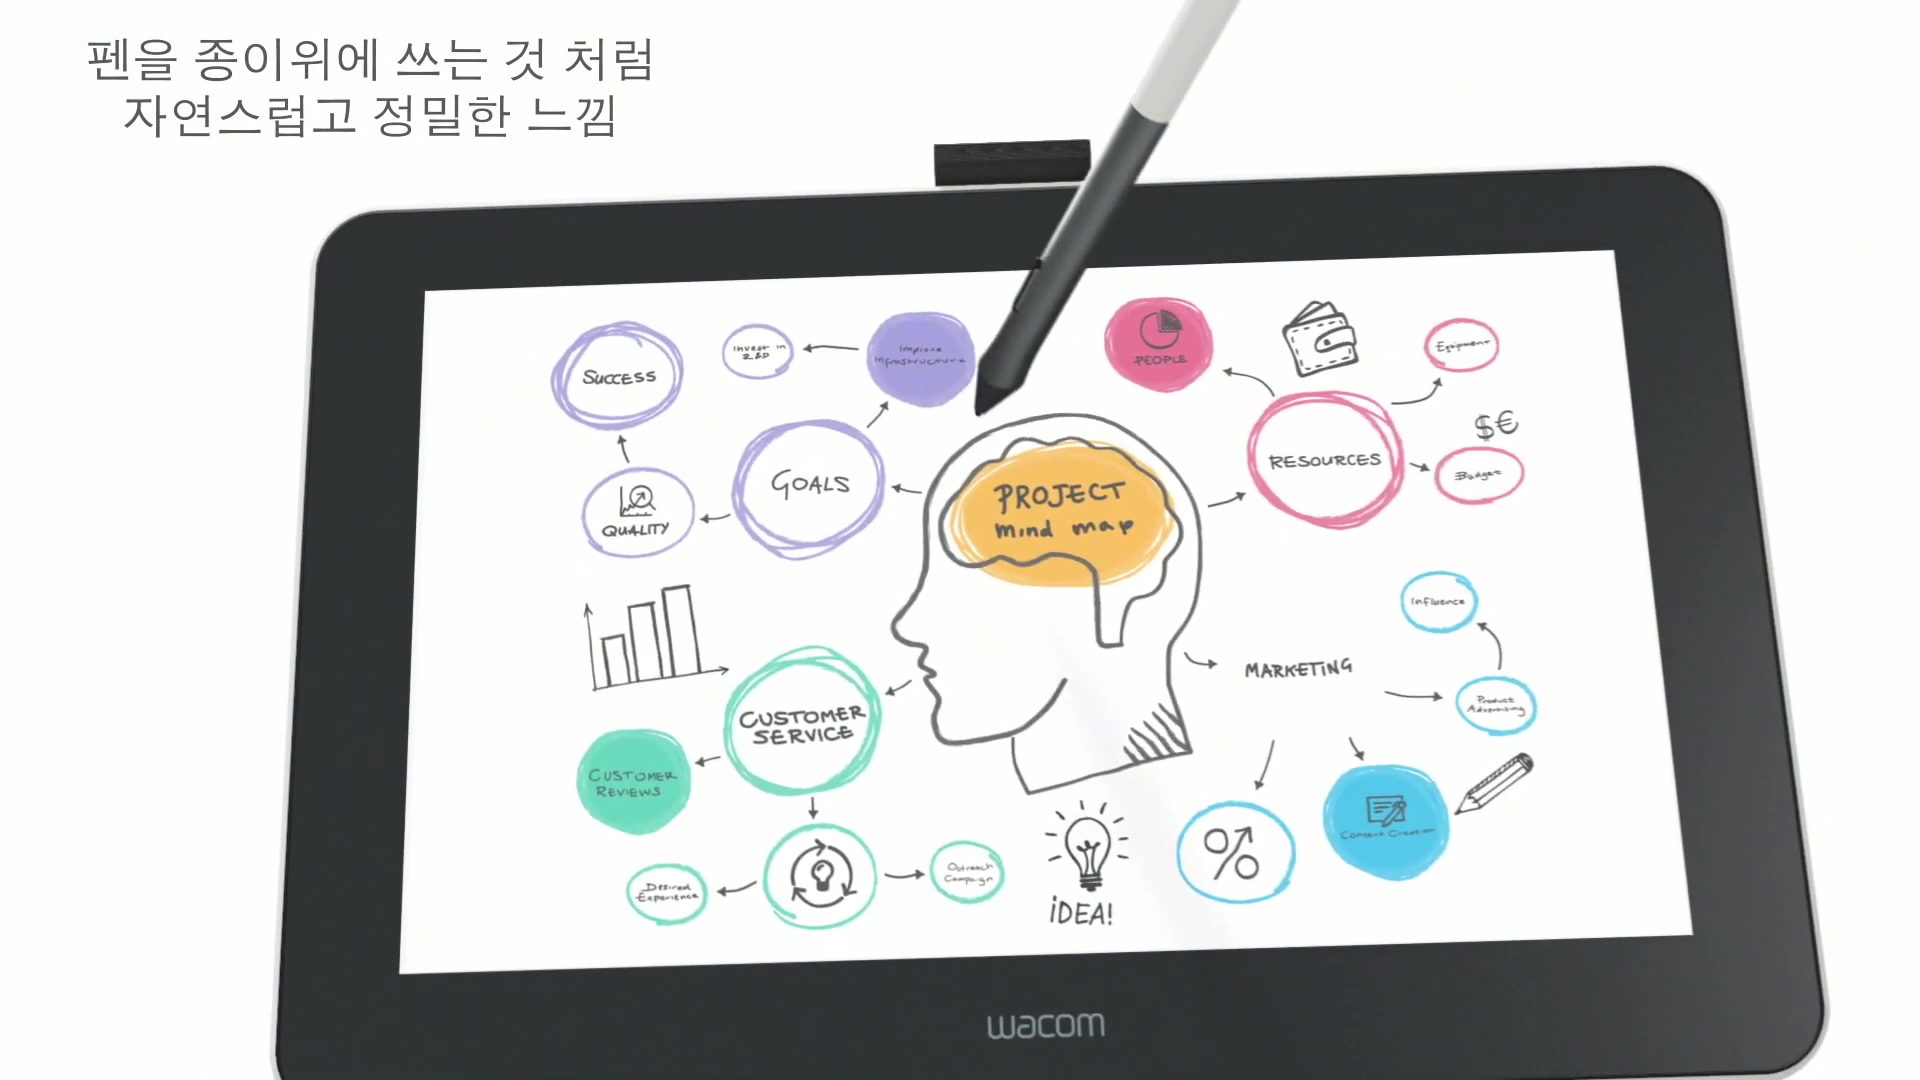 펜을 종이위에 쓰는 것 처럼
자연스럽고 정밀한 느낌
SUCCESS
Invest in
R&D
Improve
Infrastructure
PEOPLE
Equipment
$€
GOALS
RESOURCES
Budget
QUALITY
PROJECT
mind map
Influence
MARKETING
Product
Advertising
CUSTOMER
SERVICE
CUSTOMER
REVIEWS
Content Creation
Desired
Experience
Outreach
Campaign
%
iDEA!
wacom